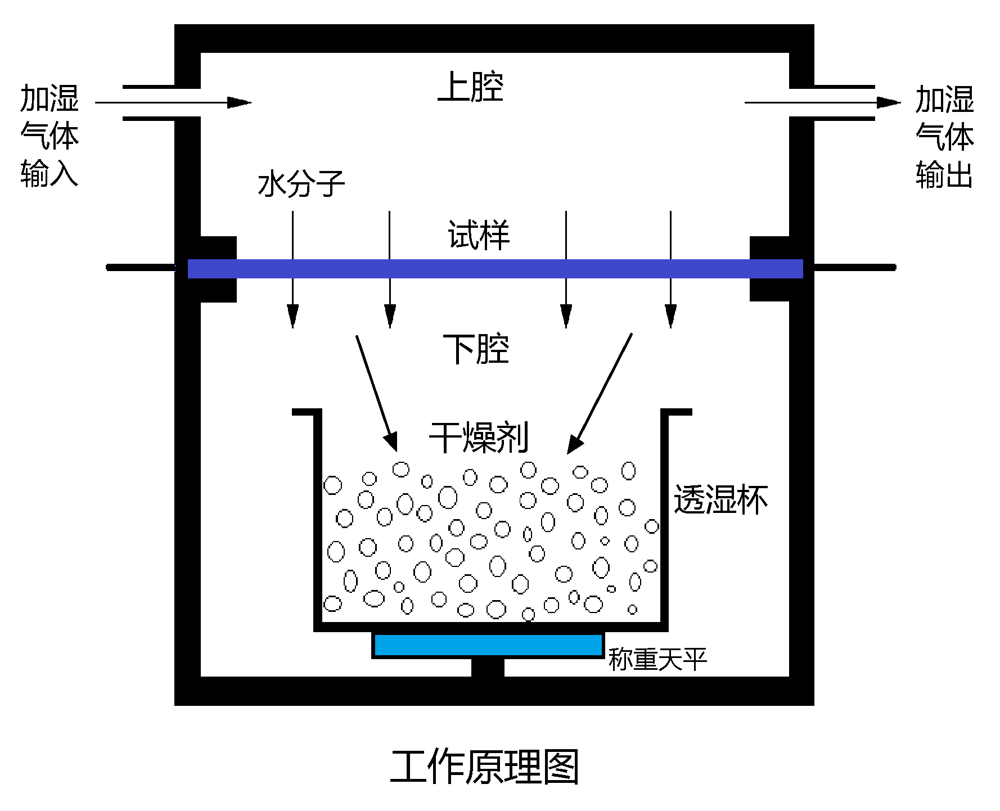 上腔
加湿
气体
输入
加湿
气体
输出
水分子
试样
下腔
干燥剂
透湿杯
称重天平
工作原理图